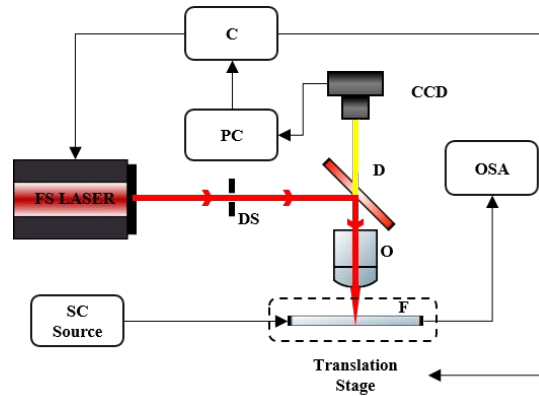 C
CCD
PC
D
OSA
FS LASER
DS
O
F
SC
Source
Translation
Stage